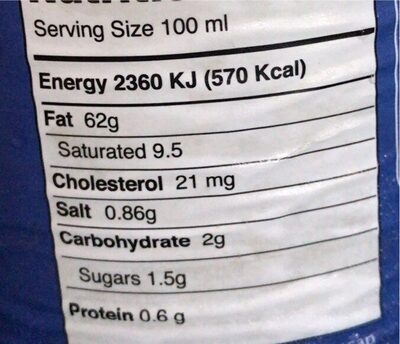 Serving Size 100 ml
Energy 2360 KJ (570 Kcal)
Fat 62g
Saturated 9.5
Cholesterol 21 mg
Salt 0.86g
Carbohydrate 2g
Sugars 1.5g
Protein 0.6 g